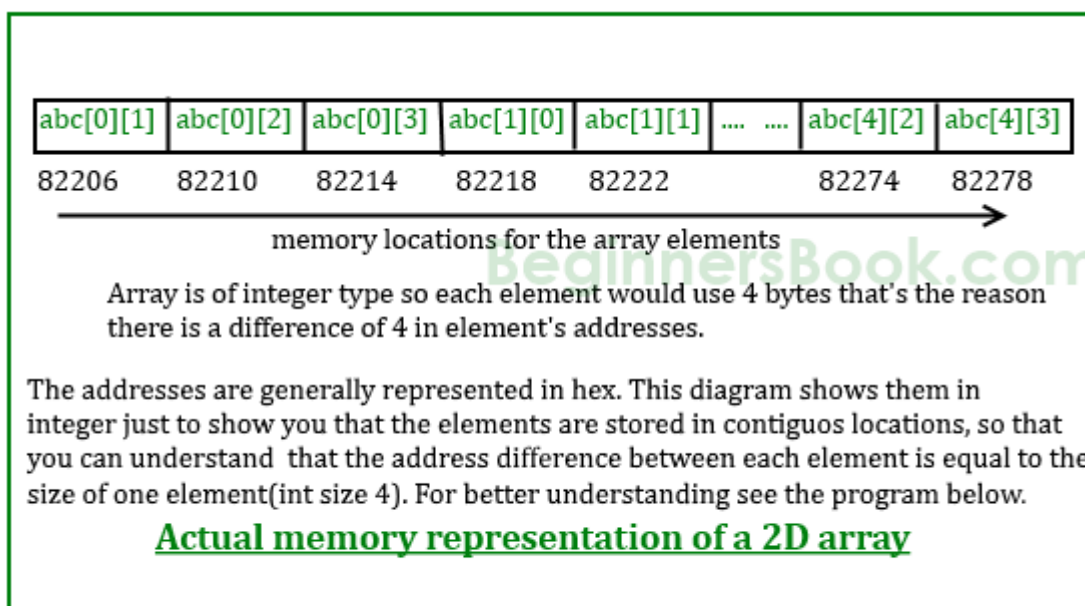 abc[0][1] abc[0][2] abc[0][3] abc[1][0] abc[1][1] .... .... abc[4][2] abc[4][3]
82206 82210 82214 82218 82222 82274 82278
memory locations for the array elements
BeginnersBook.com
Array is of integer type so each element would use 4 bytes that's the reason
there is a difference of 4 in element's addresses.
The addresses are generally represented in hex. This diagram shows them in
integer just to show you that the elements are stored in contiguos locations, so that
you can understand that the address difference between each element is equal to the
size of one element(int size 4). For better understanding see the program below.
Actual memory representation of a 2D array